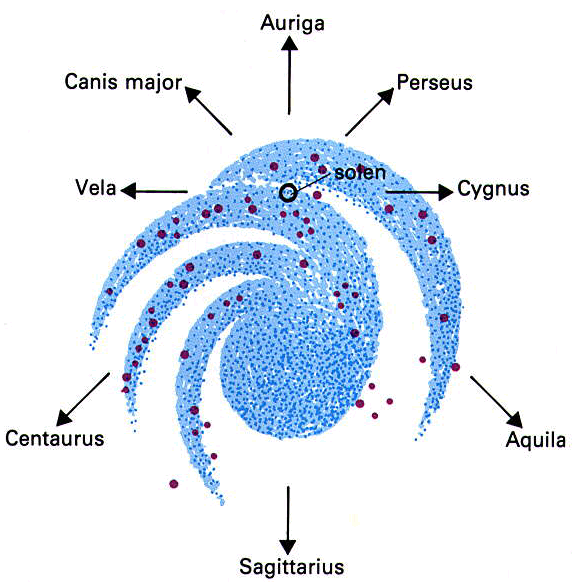 Auriga
Canis major
Perseus
solen
Vela
Cygnus
Centaurus
Aquila
Sagittarius